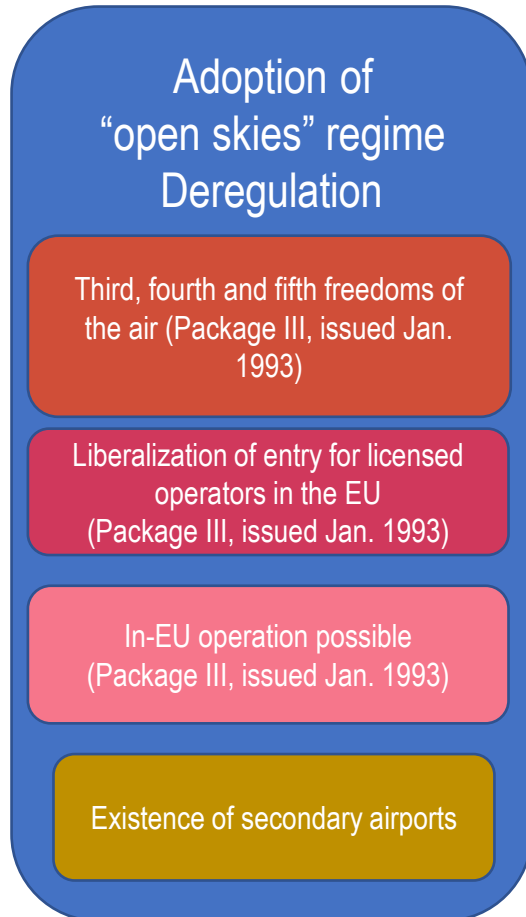 Adoption of
“open skies” regime
Deregulation
Third, fourth and fifth freedoms of
the air (Package III, issued Jan.
1993)
Liberalization of entry for licensed
operators in the EU
(Package III, issued Jan. 1993)
In-EU operation possible
(Package III, issued Jan. 1993)
Existence of secondary airports